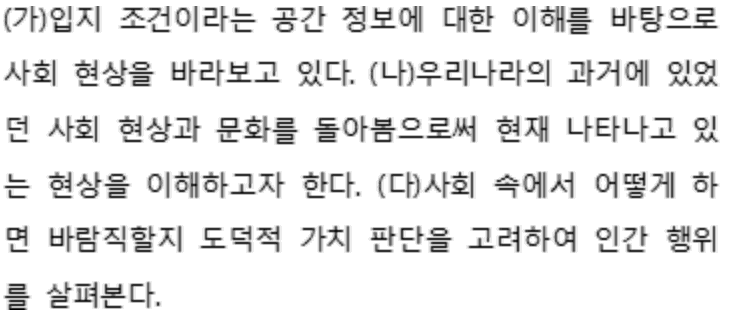 (가)입지 조건이라는 공간 정보에 대한 이해를 바탕으로
사회 현상을 바라보고 있다. (나)우리나라의 과거에 있었
던 사회 현상과 문화를 돌아봄으로써 현재 나타나고 있
는 현상을 이해하고자 한다. (다)사회 속에서 어떻게 하
면 바람직할지 도덕적 가치 판단을 고려하여 인간 행위
를 살펴본다.